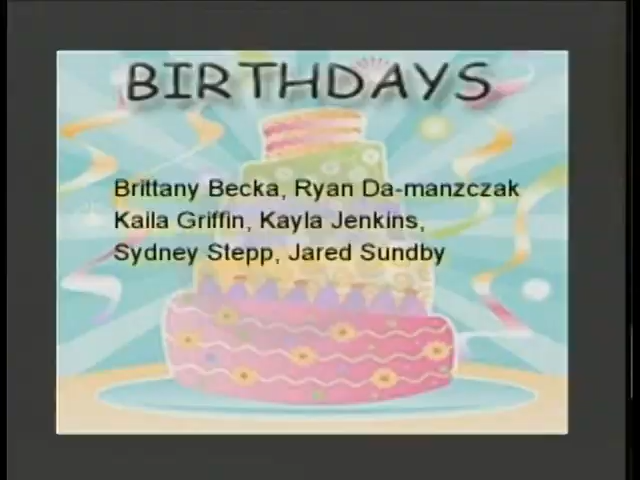 BIRTHDAYS
Brittany Becka, Ryan Da-manzczak
Kaila Griffin, Kayla Jenkins,
Sydney Stepp, Jared Sundby